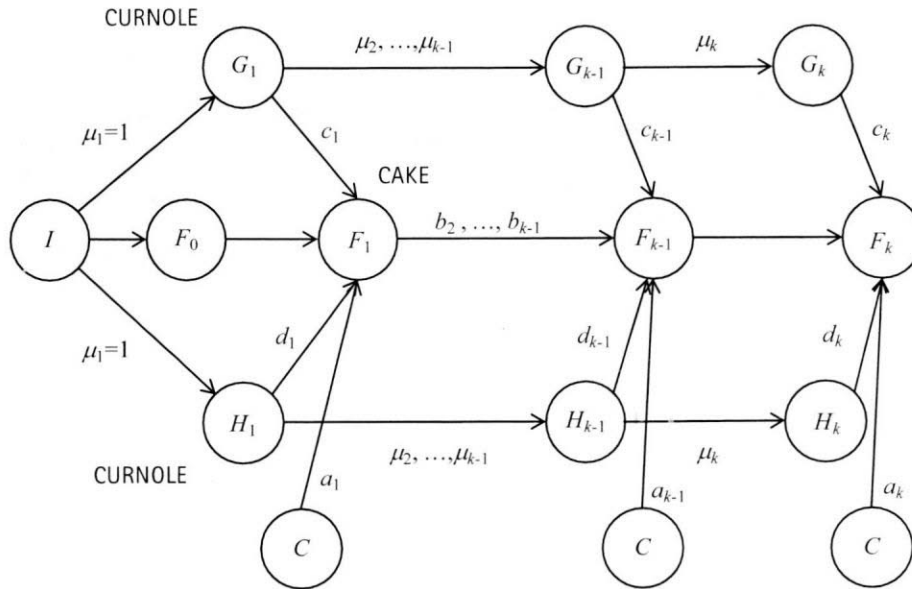 CURNOLE
μ₂, ...,μₖ₋₁
μₖ
G₁
Gₖ₋₁
Gₖ
μ₁=1
c₁
cₖ₋₁
cₖ
CAKE
I
F₀
F₁
b₂ , ..., bₖ₋₁
Fₖ₋₁
Fₖ
μ₁=1
d₁
dₖ₋₁
dₖ
H₁
Hₖ₋₁
Hₖ
CURNOLE
μ₂, ...,μₖ₋₁
μₖ
a₁
aₖ₋₁
aₖ
C
C
C